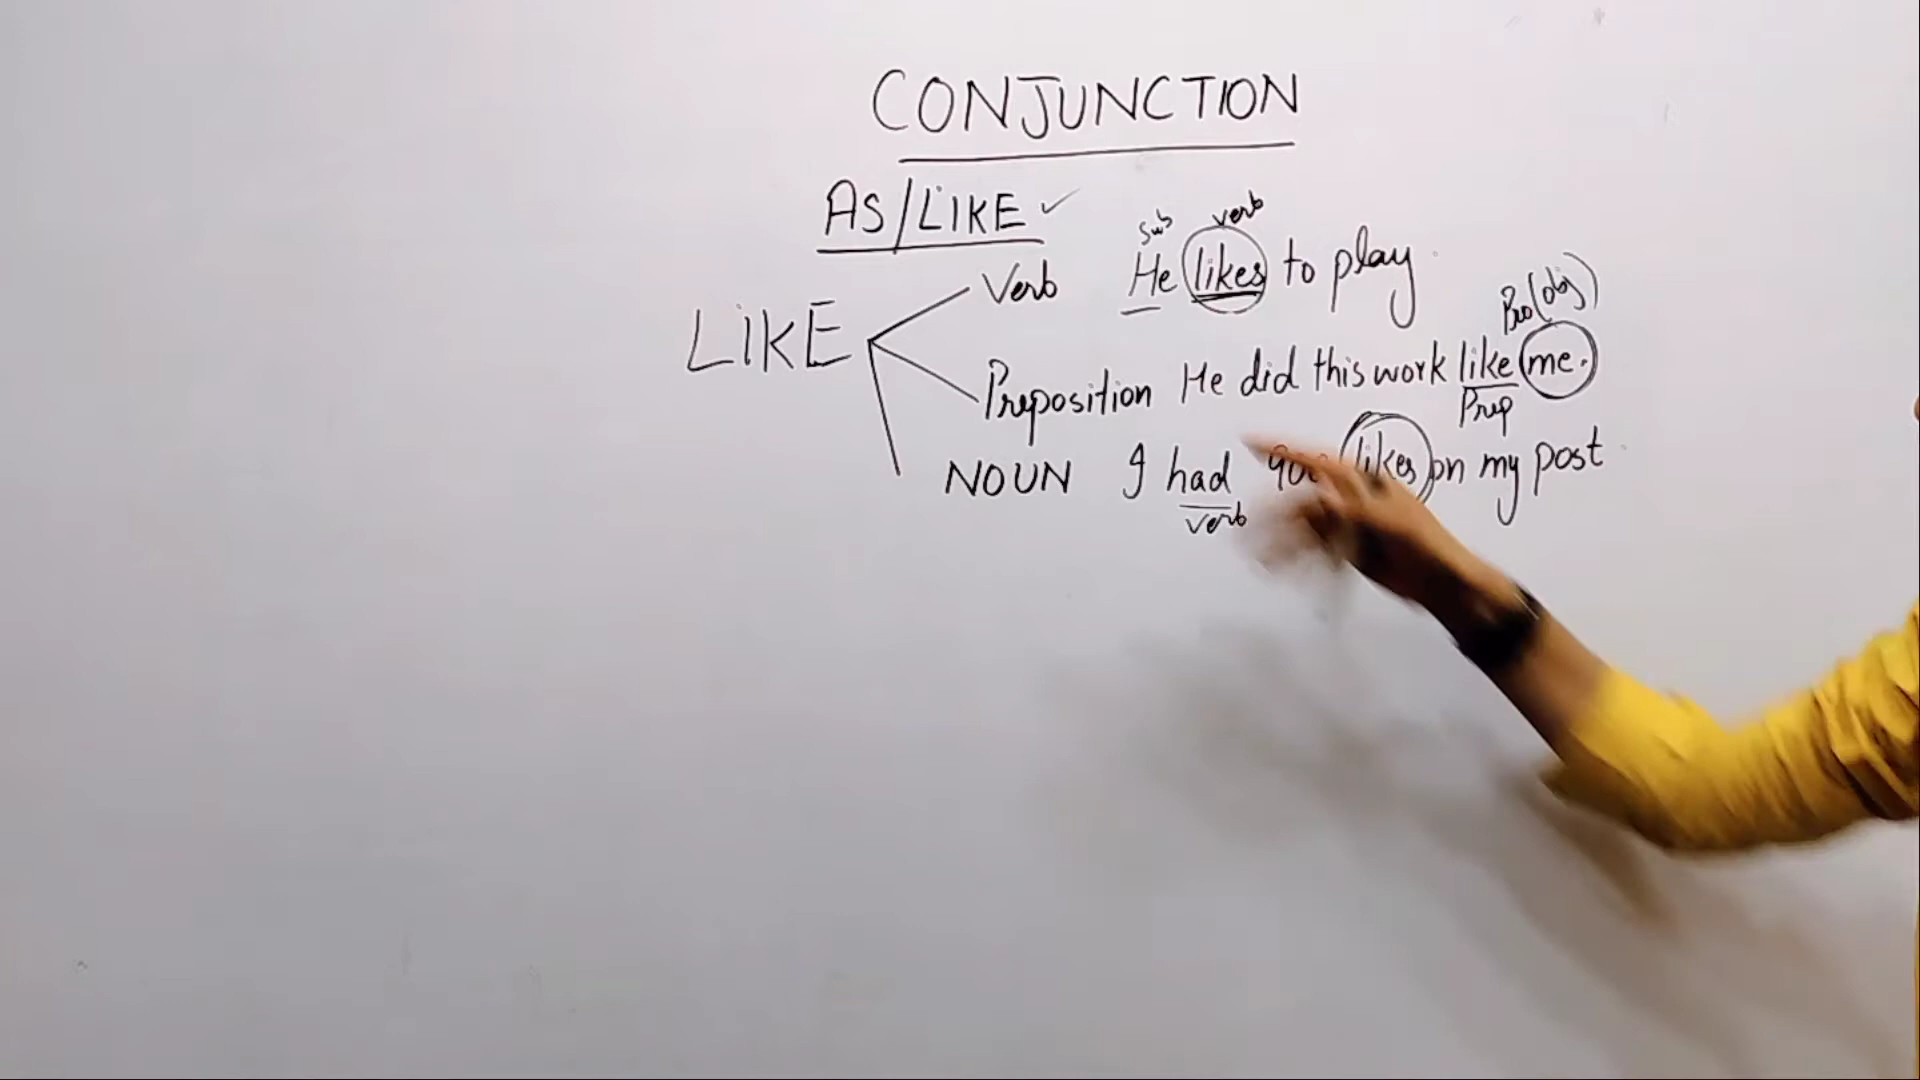 CONJUNCTION
AS/LIKE ✓
LIKE
Sub verb
Verb He likes to play.
Pro(obj)
Preposition He did this work like me.
Prep
NOUN I had likes on my post
verb